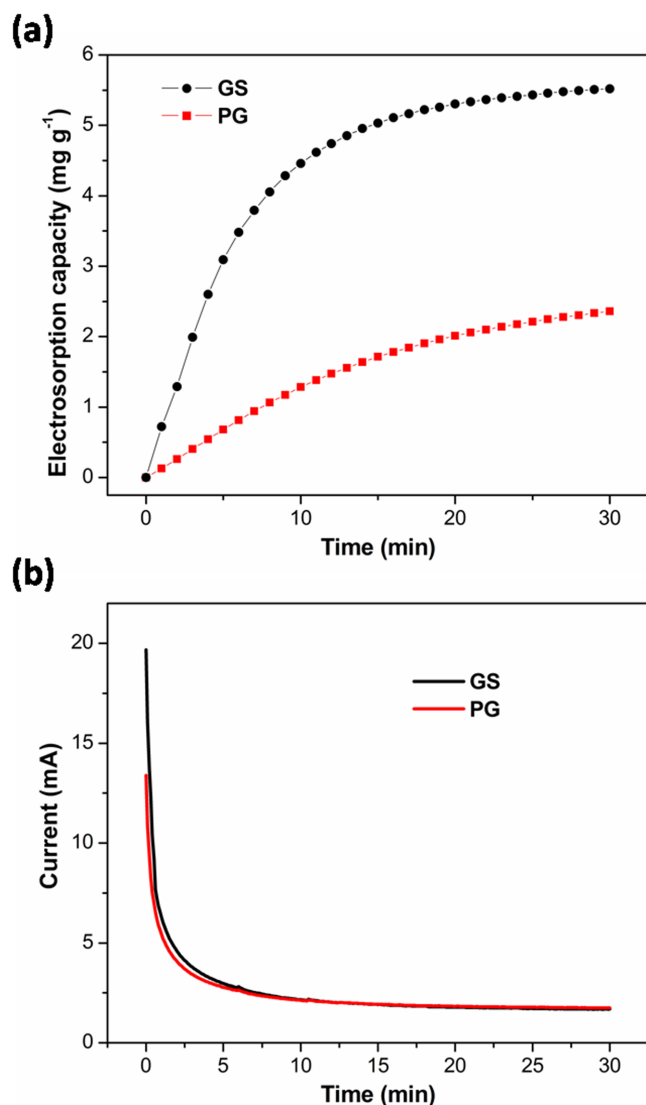 (a)
6
5
4
3
2
1
0
Electrosorption capacity (mg g⁻¹)
GS
PG
0 10 20 30
Time (min)
(b)
20
15
10
5
0
Current (mA)
GS
PG
0 5 10 15 20 25 30
Time (min)